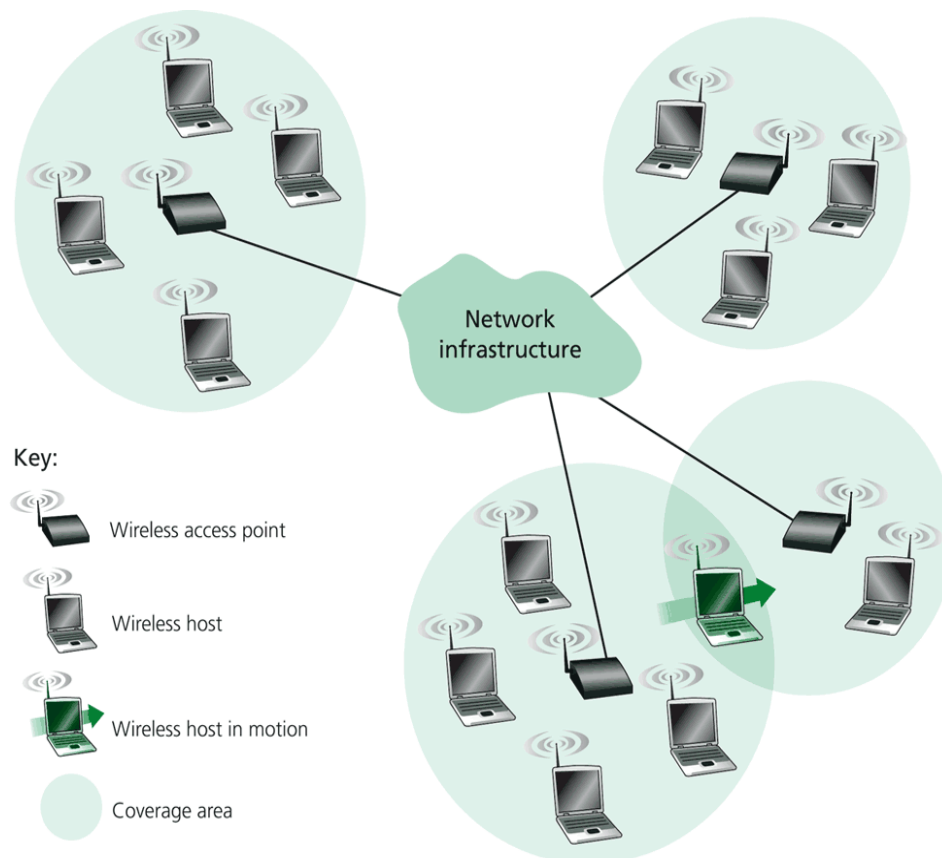 Network
infrastructure
Key:
Wireless access point
Wireless host
Wireless host in motion
Coverage area